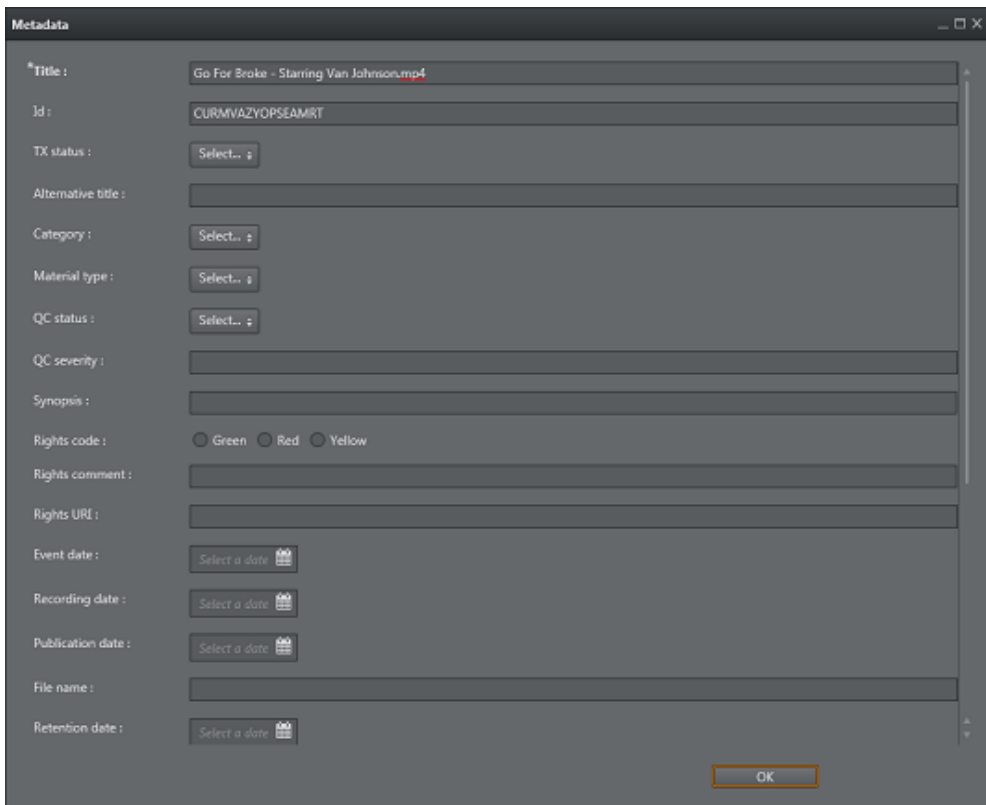 Metadata
*Title : Go For Broke - Starring Van Johnson.mp4
Id : CURMVAZYOPSEAMRT
TX status : Select...
Alternative title :
Category : Select...
Material type : Select...
QC status : Select...
QC severity :
Synopsis :
Rights code : Green Red Yellow
Rights comment :
Rights URI :
Event date : Select a date
Recording date : Select a date
Publication date : Select a date
File name :
Retention date : Select a date
OK